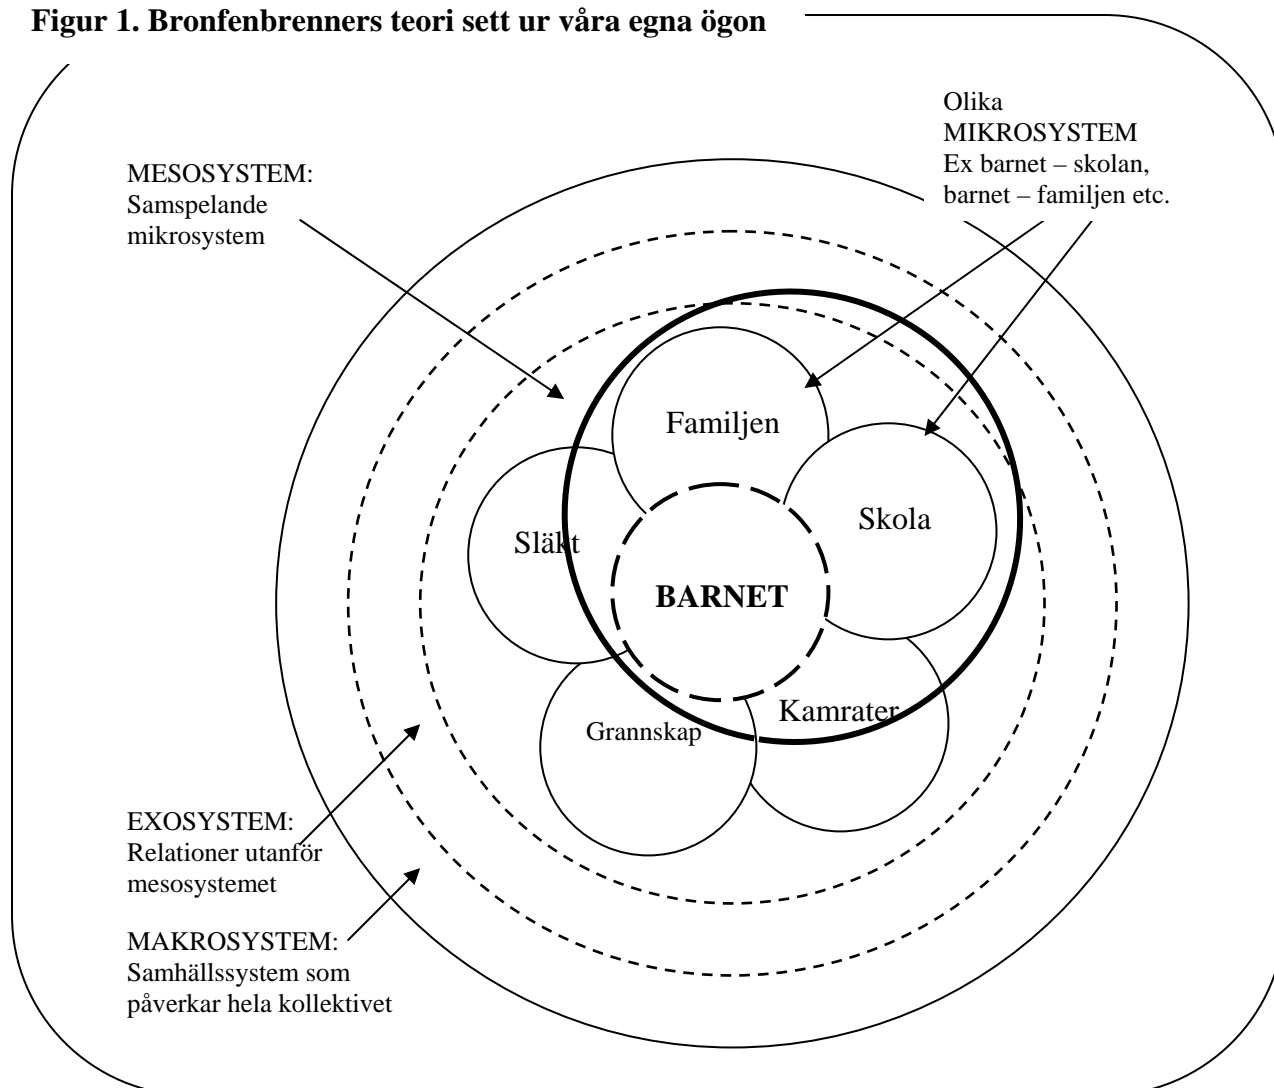 Figur 1. Bronfenbrenners teori sett ur våra egna ögon
Olika
MIKROSYSTEM
Ex barnet – skolan,
barnet – familjen etc.
MESOSYSTEM:
Samspelande
mikrosystem
Familjen
Skola
Släkt
BARNET
Kamrater
Grannskap
EXOSYSTEM:
Relationer utanför
mesosystemet
MAKROSYSTEM:
Samhällssystem som
påverkar hela kollektivet